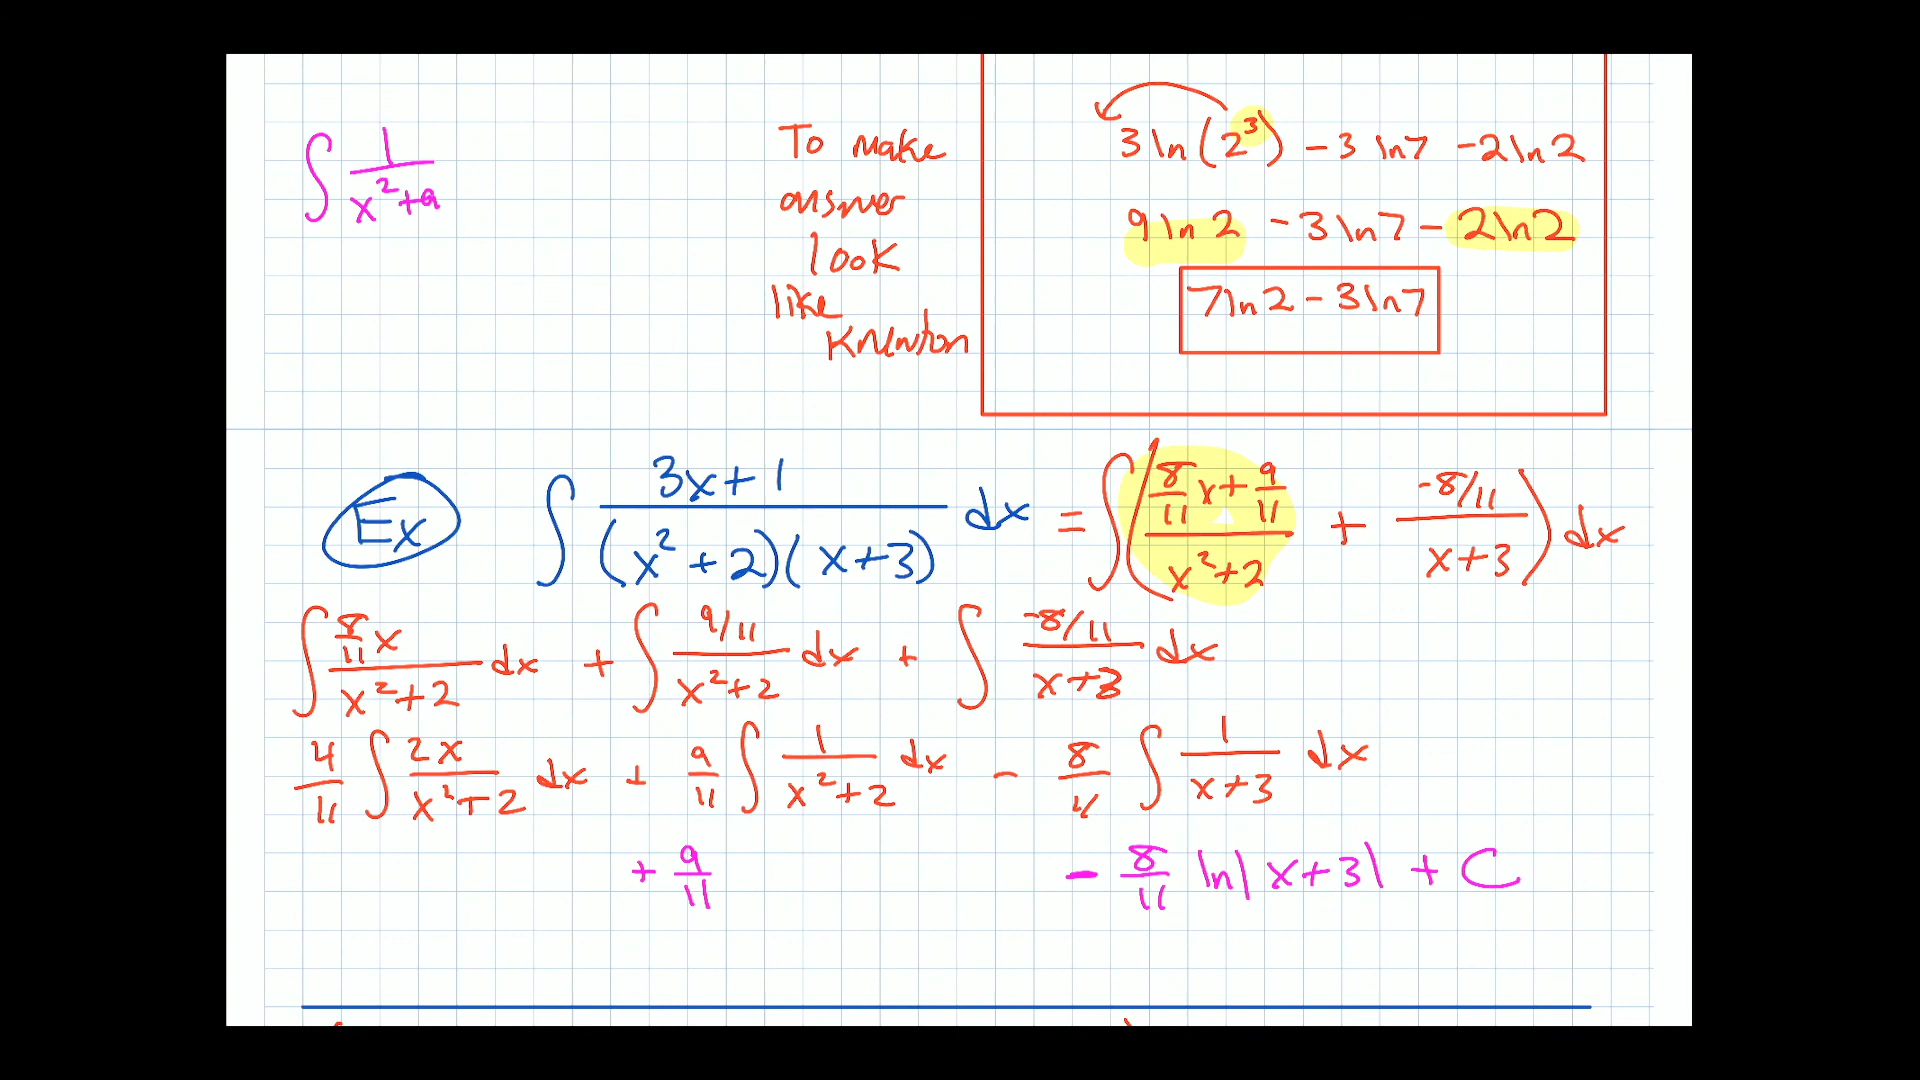 ∫ 1/(x²+a)
To make
answer
look
like
Knewton
3 ln(2³) - 3 ln7 - 2 ln 2
9 ln 2 - 3 ln 7 - 2 ln 2
7 ln 2 - 3 ln 7
Ex ∫ (3x+1)/((x²+2)(x+3)) dx = ∫( (8/11 x + 9/11)/(x²+2) + (-8/11)/(x+3) ) dx
∫ (8/11 x)/(x²+2) dx + ∫ (9/11)/(x²+2) dx + ∫ (-8/11)/(x+3) dx
4/11 ∫ 2x/(x²+2) dx + 9/11 ∫ 1/(x²+2) dx - 8/11 ∫ 1/(x+3) dx
+ 9/11 - 8/11 ln|x+3| + C